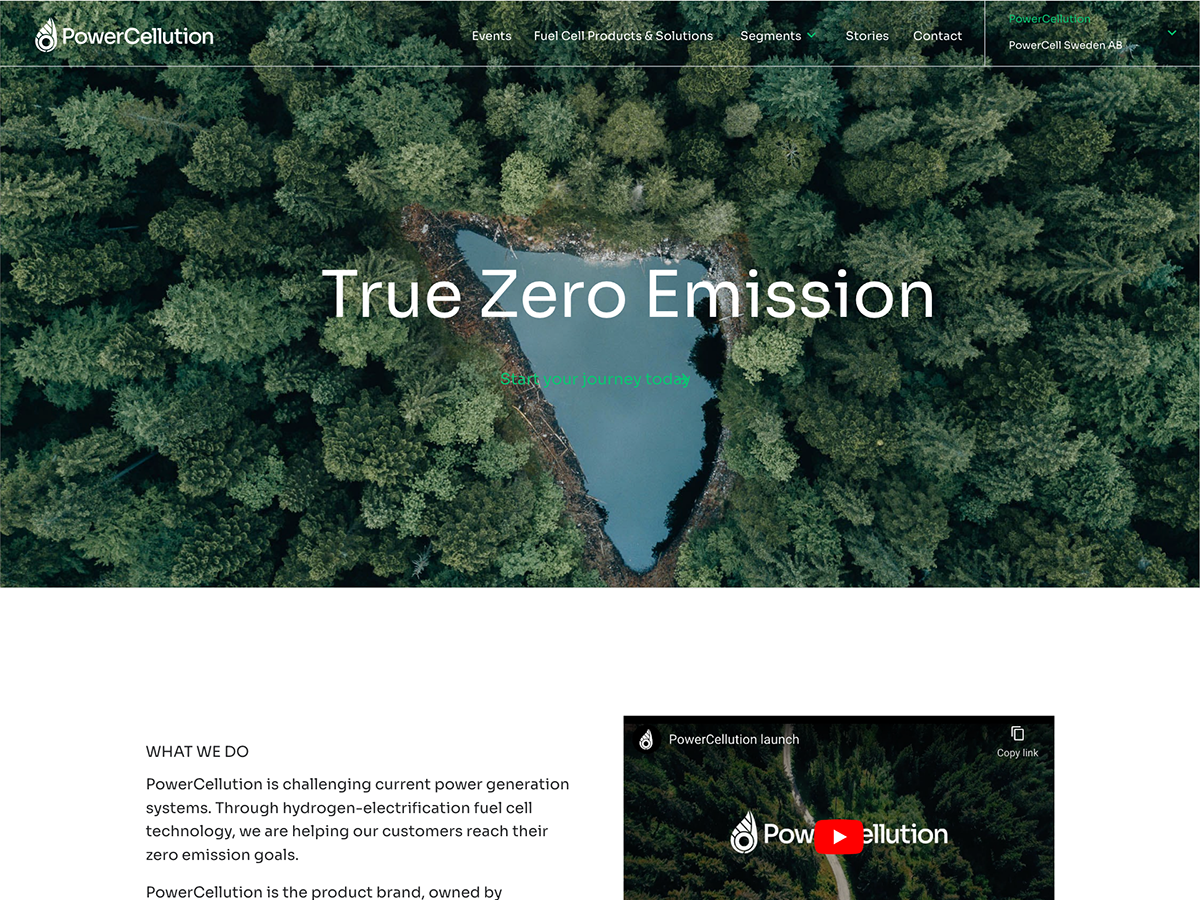 PowerCellution
Events
Fuel Cell Products & Solutions
Segments
Stories
Contact
PowerCellution
PowerCell Sweden AB
True Zero Emission
Start your journey today
WHAT WE DO
PowerCellution is challenging current power generation
systems. Through hydrogen-electrification fuel cell
technology, we are helping our customers reach their
zero emission goals.
PowerCellution is the product brand, owned by
PowerCellution launch
Copy link